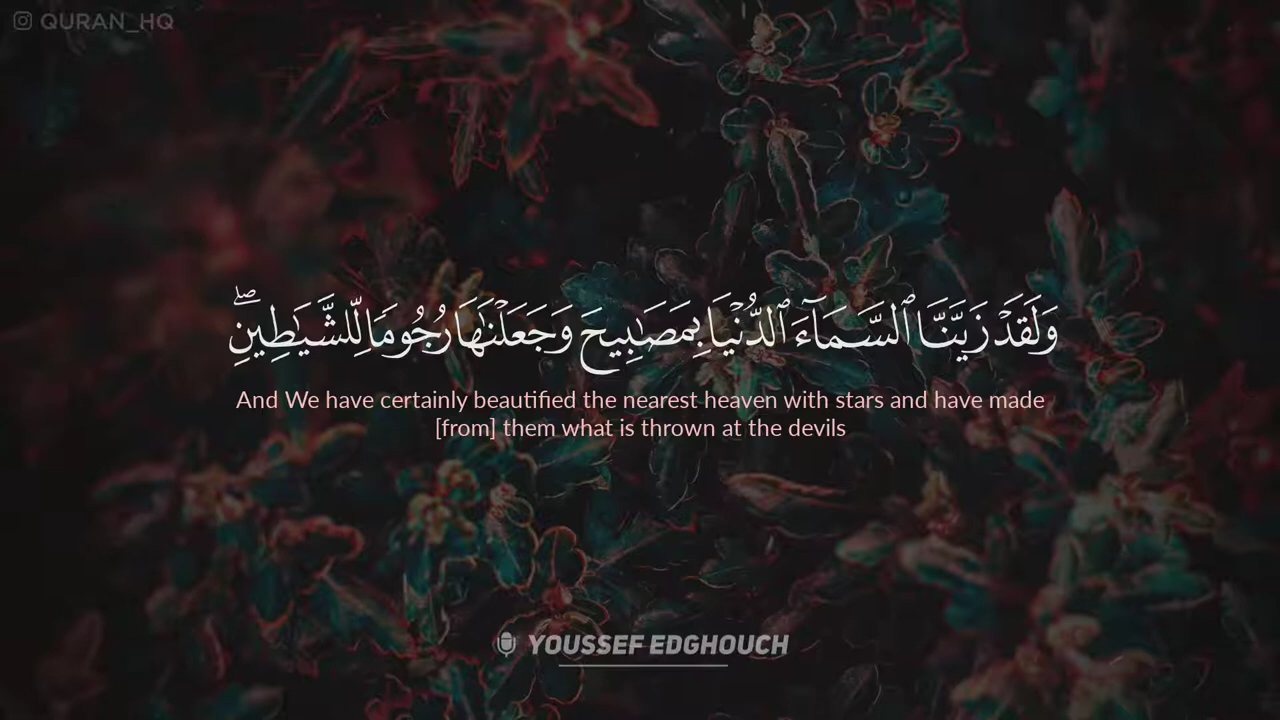 QURAN_HQ
وَلَقَدْ زَيَّنَّا ٱلسَّمَآءَ ٱلدُّنْيَا بِمَصَٰبِيحَ وَجَعَلْنَٰهَا رُجُومًا لِّلشَّيَٰطِينِ ۖ
And We have certainly beautified the nearest heaven with stars and have made
[from] them what is thrown at the devils
YOUSSEF EDGHOUCH